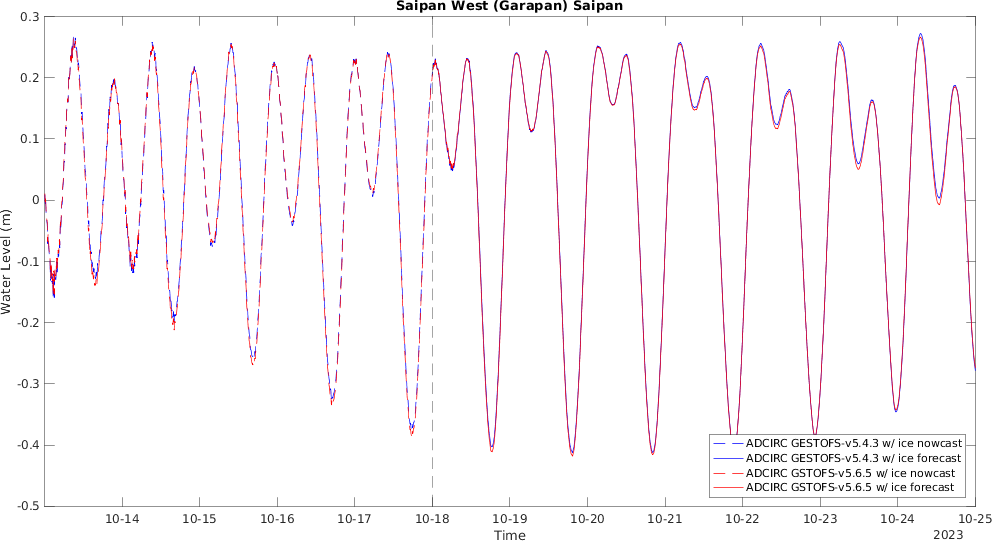 Saipan West (Garapan) Saipan
0.3
0.2
0.1
0
-0.1
-0.2
-0.3
-0.4
-0.5
Water Level (m)
ADCIRC GESTOFS-v5.4.3 w/ ice nowcast
ADCIRC GESTOFS-v5.4.3 w/ ice forecast
ADCIRC GSTOFS-v5.6.5 w/ ice nowcast
ADCIRC GSTOFS-v5.6.5 w/ ice forecast
10-14 10-15 10-16 10-17 10-18 10-19 10-20 10-21 10-22 10-23 10-24 10-25
Time
2023